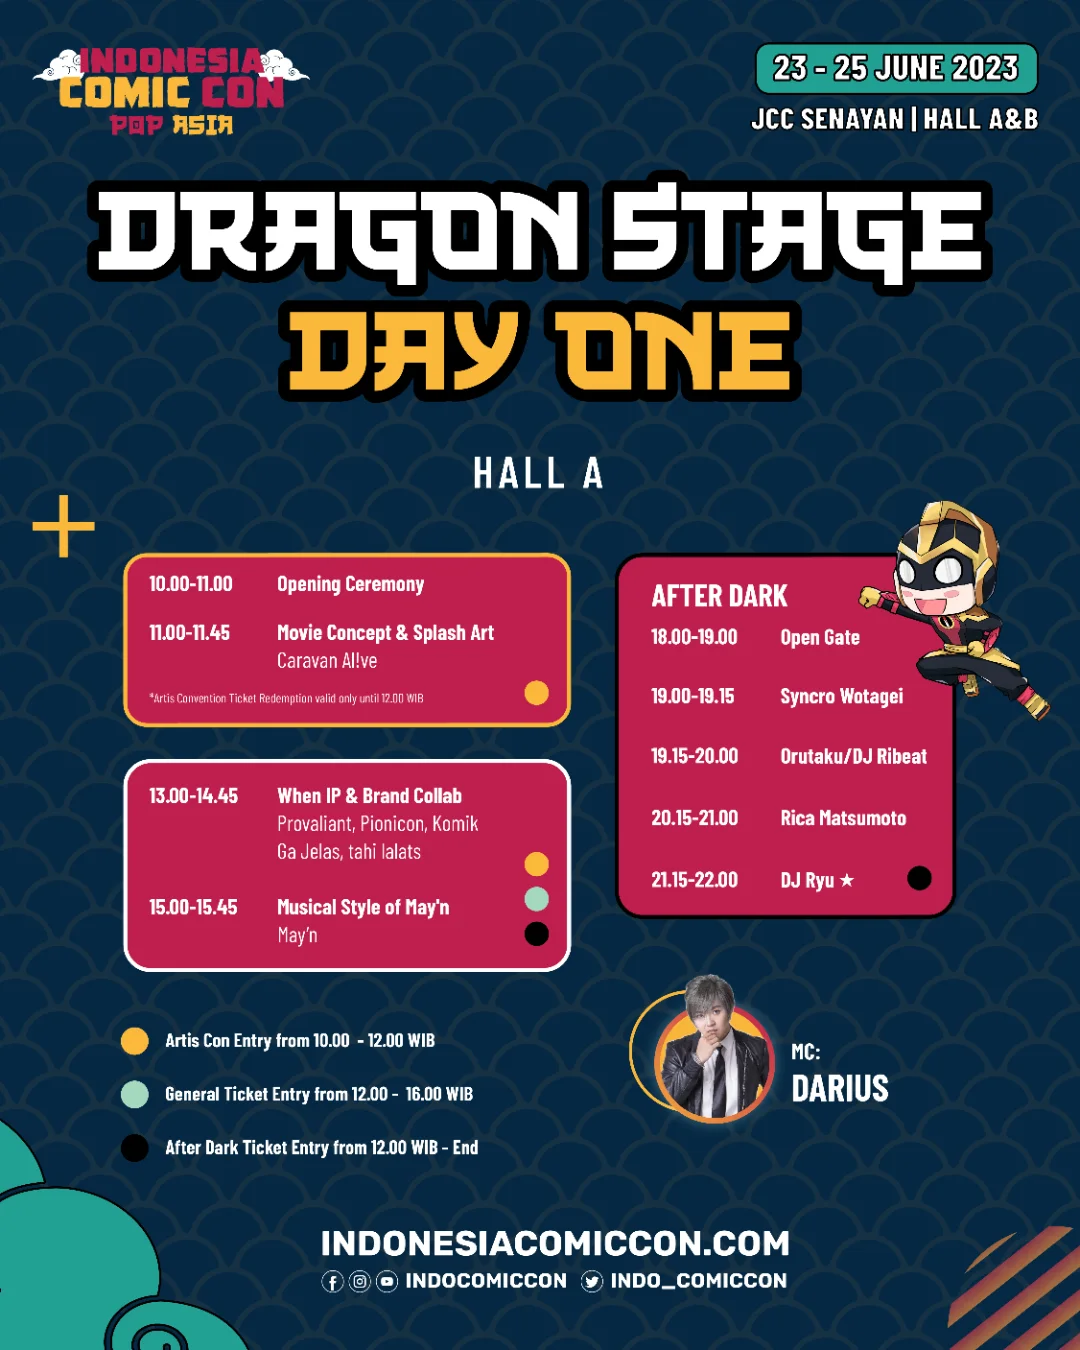 INDONESIA
COMIC CON
POP ASIA
23 - 25 JUNE 2023
JCC SENAYAN | HALL A&B
DRAGON STAGE
DAY ONE
HALL A
10.00-11.00 Opening Ceremony
11.00-11.45 Movie Concept & Splash Art
Caravan Al!ve
*Artis Convention Ticket Redemption valid only until 12.00 WIB
13.00-14.45 When IP & Brand Collab
Provaliant, Pionicon, Komik
Ga Jelas, tahi lalats
15.00-15.45 Musical Style of May'n
May'n
AFTER DARK
18.00-19.00 Open Gate
19.00-19.15 Syncro Wotagei
19.15-20.00 Orutaku/DJ Ribeat
20.15-21.00 Rica Matsumoto
21.15-22.00 DJ Ryu ★
Artis Con Entry from 10.00 - 12.00 WIB
General Ticket Entry from 12.00 - 16.00 WIB
After Dark Ticket Entry from 12.00 WIB - End
MC:
DARIUS
INDONESIACOMICCON.COM
INDOCOMICCON INDO_COMICCON